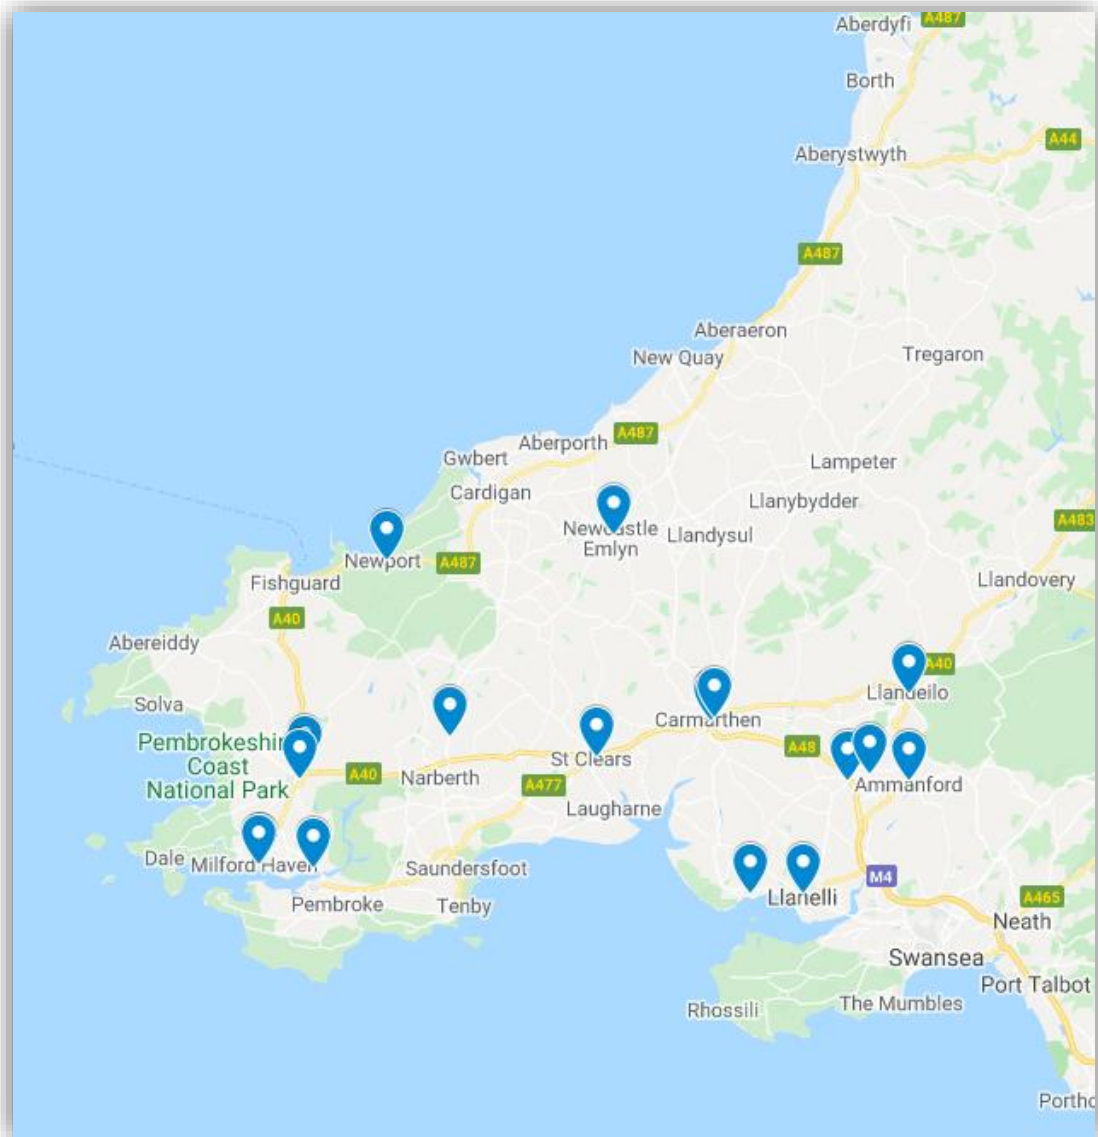 Aberdyfi
A487
Borth
A44
Aberystwyth
A487
Aberaeron
New Quay
Tregaron
A487
Aberporth
Gwbert
Lampeter
Cardigan
Llanybydder
A483
Newcastle
Emlyn
Llandysul
Newport
A487
Fishguard
Llandovery
A40
Abereiddy
A40
Llandeilo
Solva
Carmarthen
Pembrokeshire
Coast
National Park
A48
St Clears
A40
Narberth
A477
Ammanford
Laugharne
Dale
Milford Haven
Saundersfoot
M4
Llanelli
A465
Pembroke
Tenby
Neath
Swansea
Port Talbot
The Mumbles
Rhossili
Porthc